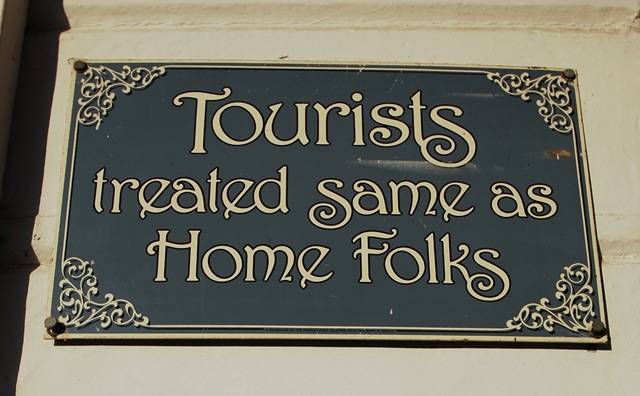 Tourists
treated same as
Home Folks